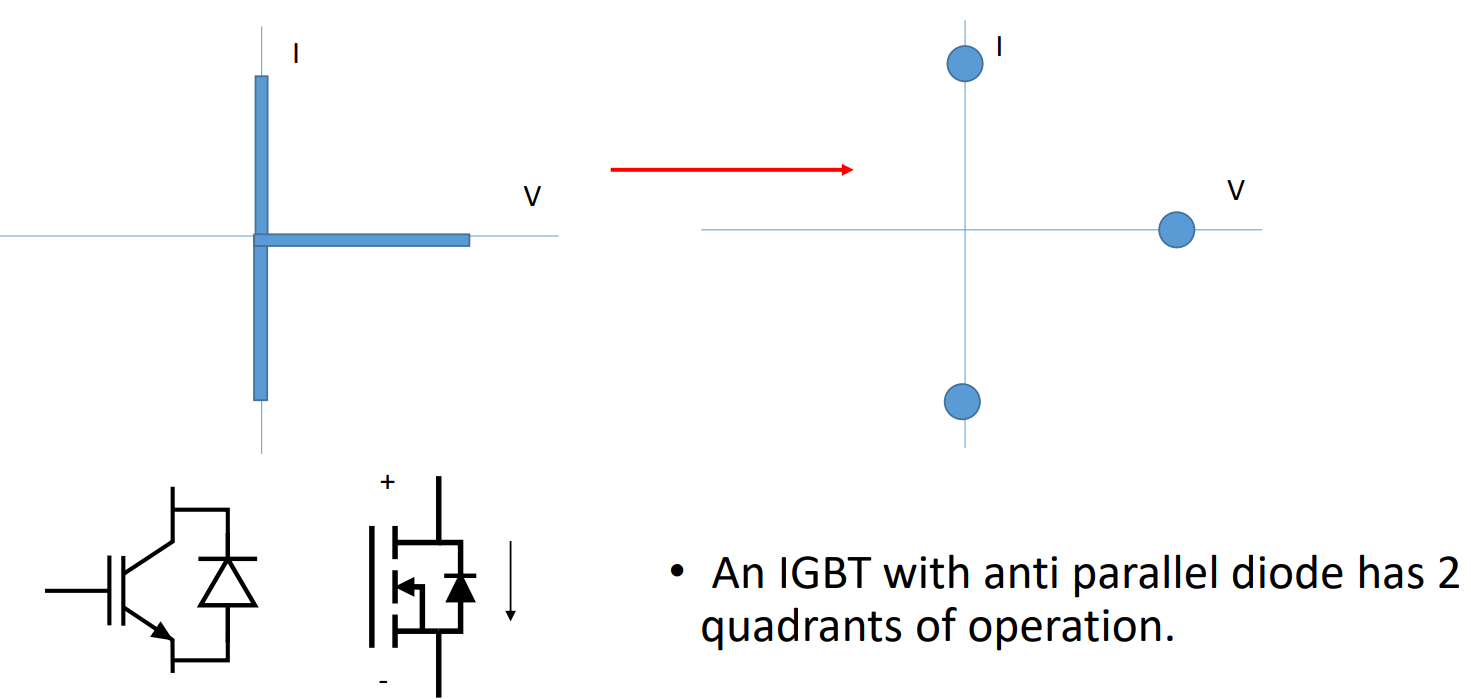 I
V
I
V
+
-
• An IGBT with anti parallel diode has 2
quadrants of operation.